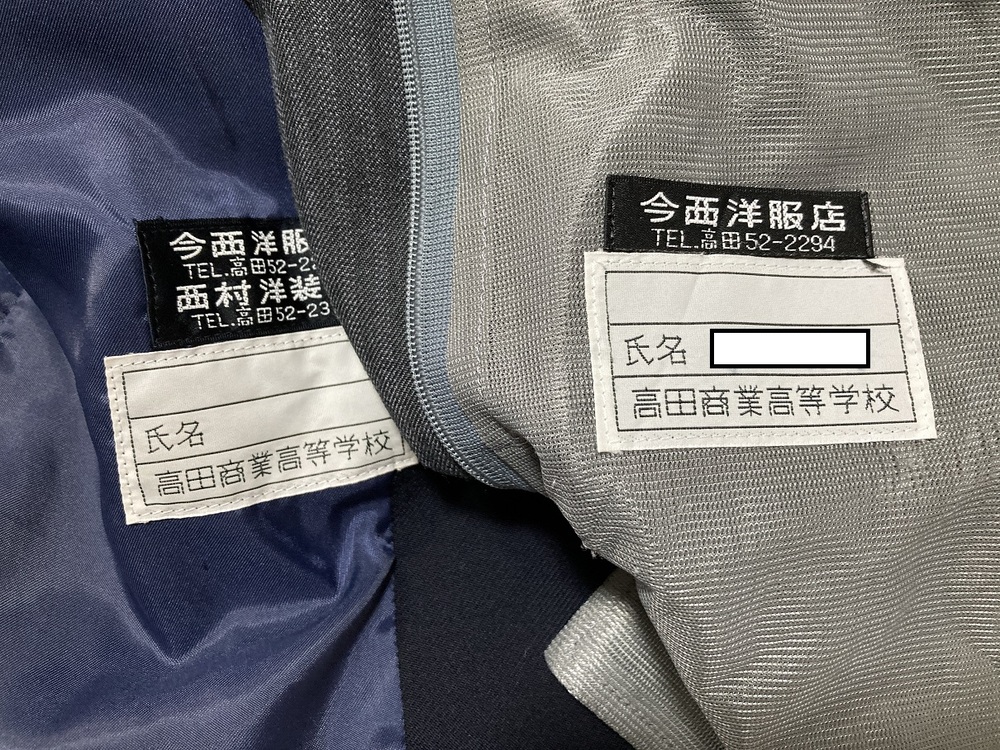 今西洋服
TEL.高田52-2
西村洋装
TEL.高田52-23
氏名
高田商業高等学校
今西洋服店
TEL.高田52-2294
氏名
高田商業高等学校